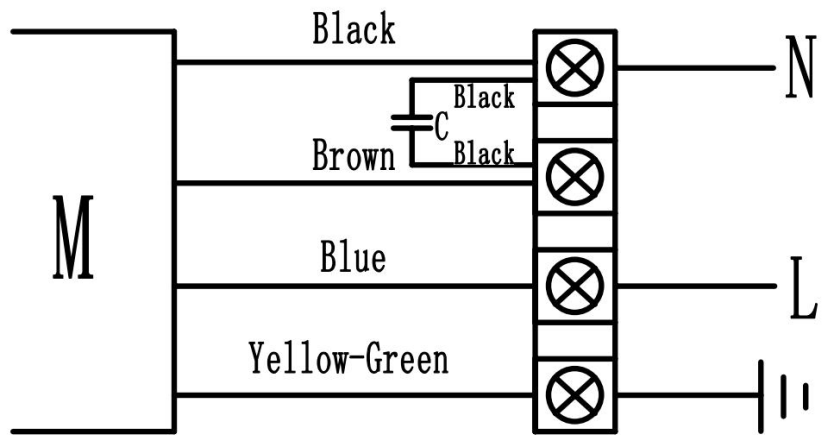 Black
N
Black
C
Brown
Black
M
Blue
L
Yellow-Green